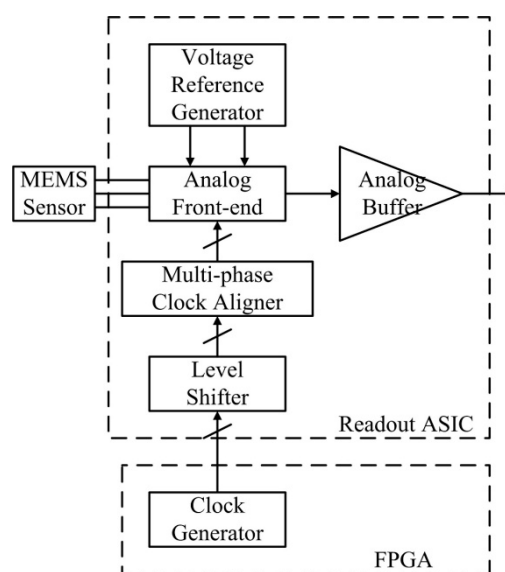 Voltage
Reference
Generator
MEMS
Sensor
Analog
Front-end
Analog
Buffer
Multi-phase
Clock Aligner
Level
Shifter
Readout ASIC
Clock
Generator
FPGA